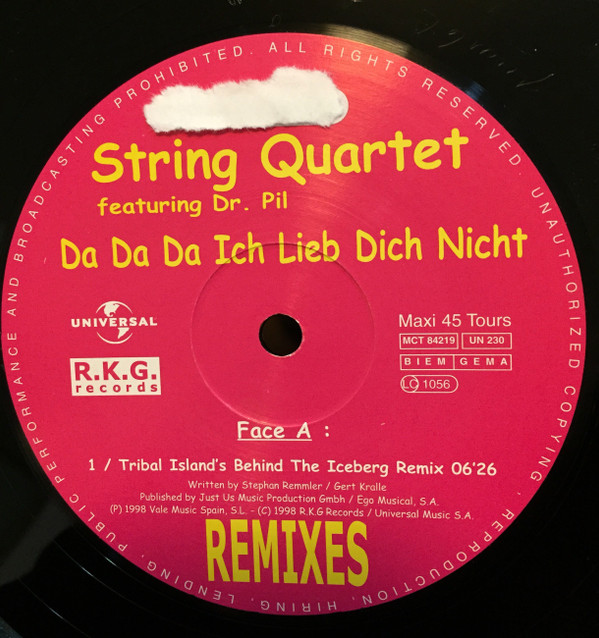 PUBLIC PERFORMANCE AND BROADCASTING PROHIBITED. ALL RIGHTS RESERVED. UNAUTHORIZED COPYING, REPRODUCTION, HIRING, LENDING,
String Quartet
featuring Dr. Pil
Da Da Da Ich Lieb Dich Nicht
UNIVERSAL
R.K.G.
records
Maxi 45 Tours
MCT 84219 UN 230
BIEM GEMA
LC 1056
Face A :
1 / Tribal Island's Behind The Iceberg Remix 06'26
Written by Stephan Remmler / Gert Kralle
Published by Just Us Music Production Gmbh / Ego Musical, S.A.
(P) 1998 Vale Music Spain, S.L. - (C) 1998 R.K.G Records / Universal Music S.A.
REMIXES